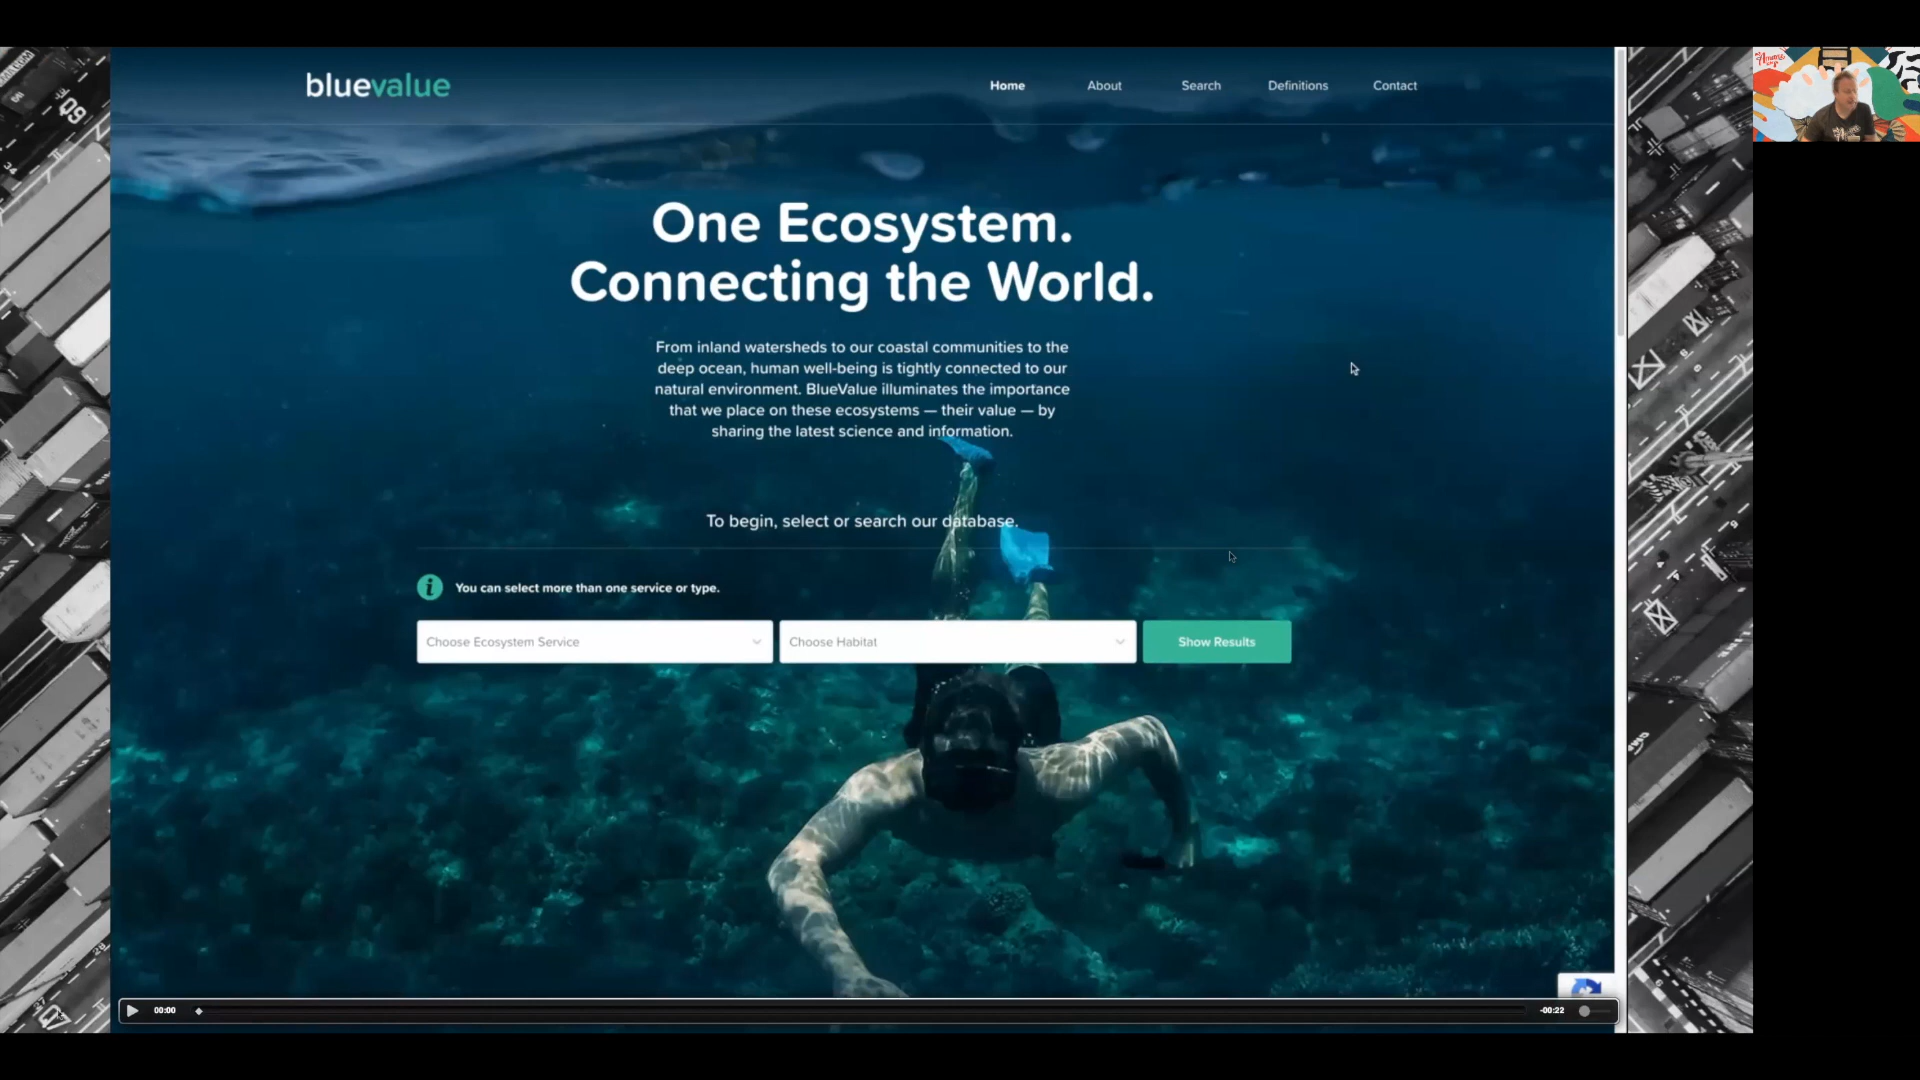 bluevalue
Home
About
Search
Definitions
Contact
One Ecosystem.
Connecting the World.
From inland watersheds to our coastal communities to the
deep ocean, human well-being is tightly connected to our
natural environment. BlueValue illuminates the importance
that we place on these ecosystems — their value — by
sharing the latest science and information.
To begin, select or search our database.
You can select more than one service or type.
Choose Ecosystem Service
Choose Habitat
Show Results
00:00
-00:22